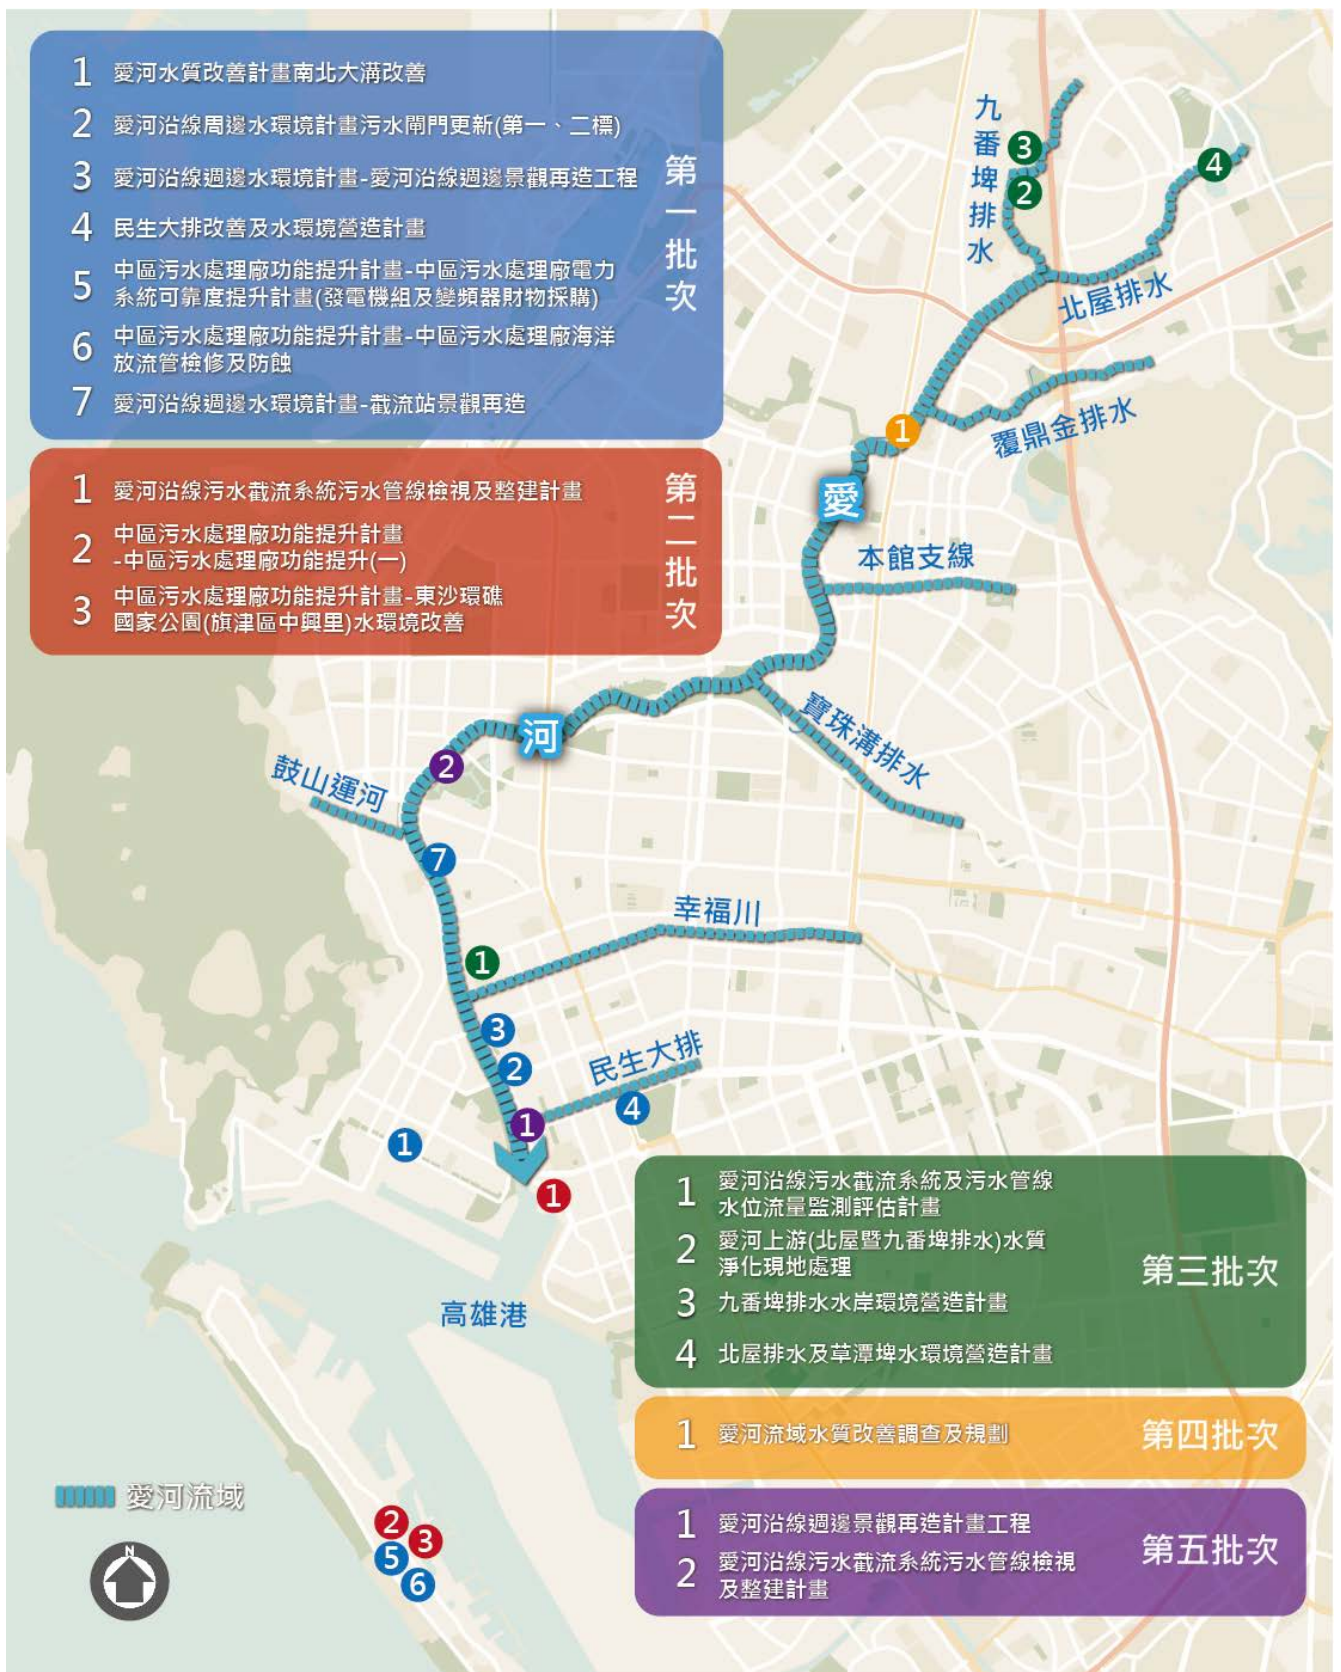 1 愛河水質改善計畫南北大溝改善
2 愛河沿線周邊水環境計畫污水閘門更新(第一、二標)
3 愛河沿線週邊水環境計畫-愛河沿線週邊景觀再造工程
4 民生大排改善及水環境營造計畫
5 中區污水處理廠功能提升計畫-中區污水處理廠電力
系統可靠度提升計畫(發電機組及變頻器財物採購)
6 中區污水處理廠功能提升計畫-中區污水處理廠海洋
放流管檢修及防蝕
7 愛河沿線週邊水環境計畫-截流站景觀再造
第一批次
1 愛河沿線污水截流系統污水管線檢視及整建計畫
2 中區污水處理廠功能提升計畫
-中區污水處理廠功能提升(一)
3 中區污水處理廠功能提升計畫-東沙環礁
國家公園(旗津區中興里)水環境改善
第二批次
九番埤排水
3
2
4
北屋排水
覆鼎金排水
1
愛
本館支線
寶珠溝排水
河
2
鼓山運河
7
幸福川
1
3
2
民生大排
4
1
1
1
高雄港
1 愛河沿線污水截流系統及污水管線
水位流量監測評估計畫
2 愛河上游(北屋暨九番埤排水)水質
淨化現地處理
3 九番埤排水水岸環境營造計畫
4 北屋排水及草潭埤水環境營造計畫
第三批次
1 愛河流域水質改善調查及規劃
第四批次
1 愛河沿線週邊景觀再造計畫工程
2 愛河沿線污水截流系統污水管線檢視
及整建計畫
第五批次
愛河流域
N
2
3
5
6